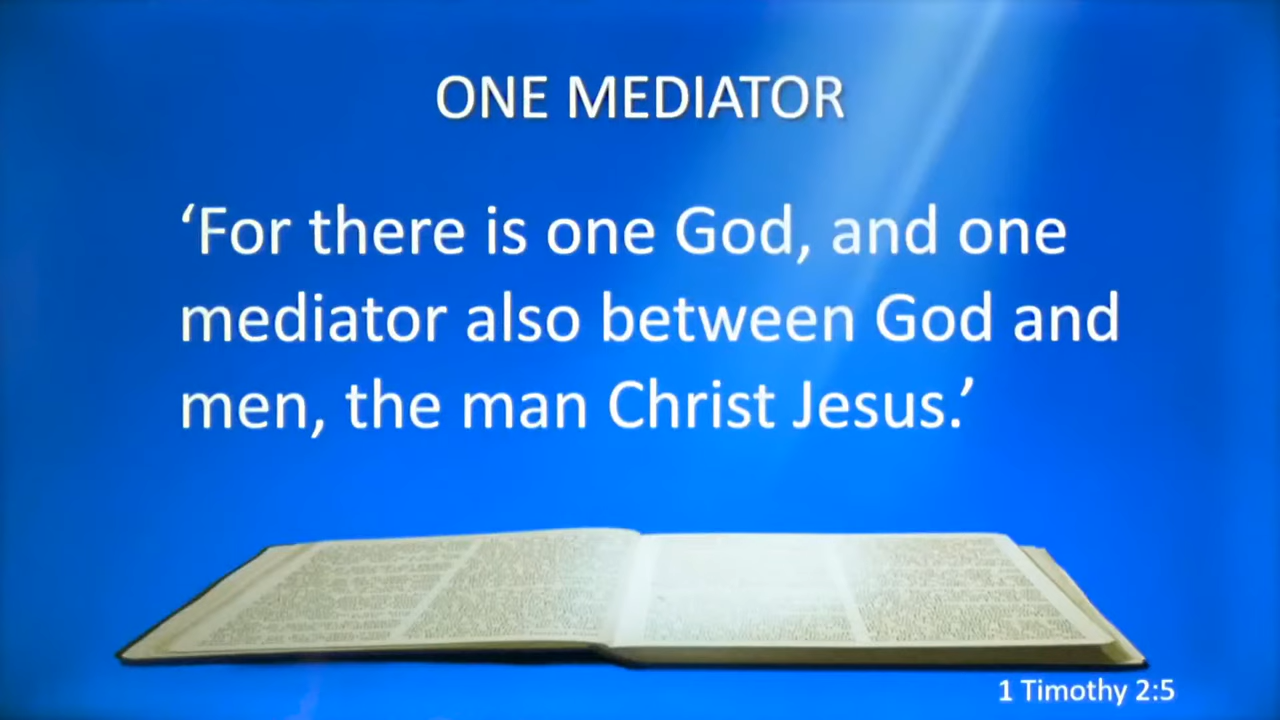 ONE MEDIATOR
‘For there is one God, and one
mediator also between God and
men, the man Christ Jesus.’
1 Timothy 2:5